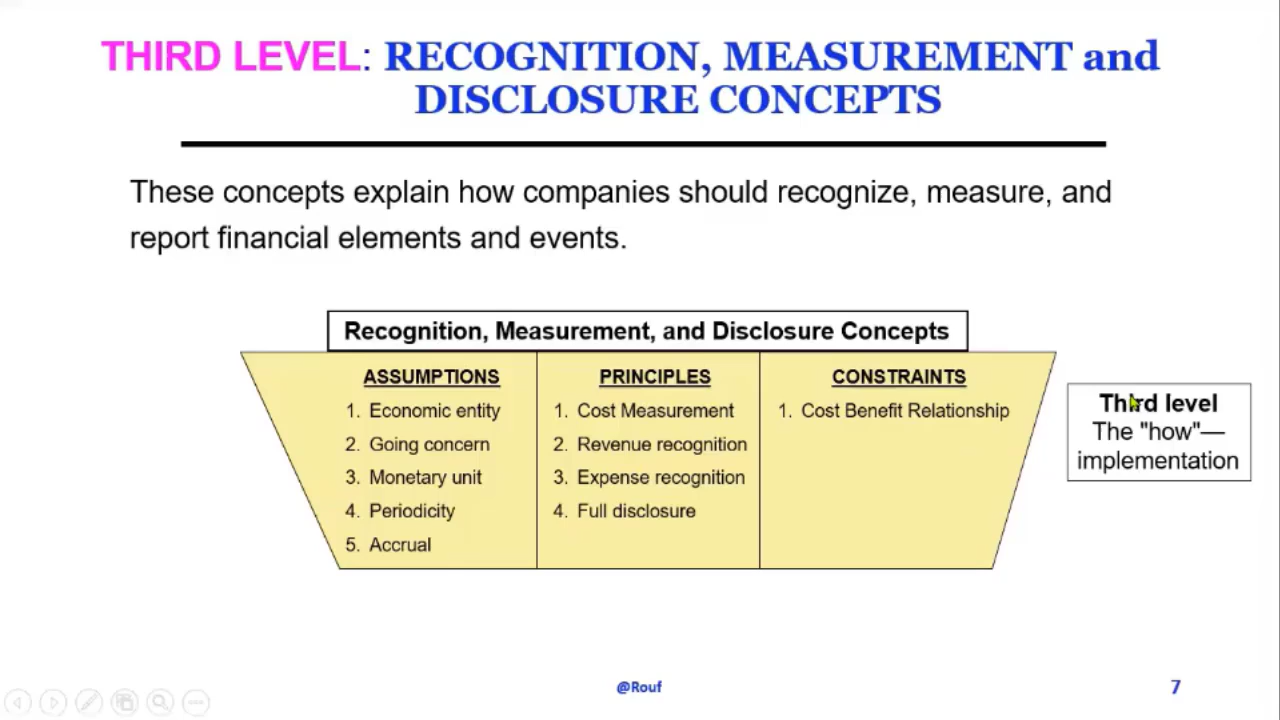 THIRD LEVEL: RECOGNITION, MEASUREMENT and
DISCLOSURE CONCEPTS
These concepts explain how companies should recognize, measure, and
report financial elements and events.
Recognition, Measurement, and Disclosure Concepts
ASSUMPTIONS
1. Economic entity
2. Going concern
3. Monetary unit
4. Periodicity
5. Accrual
PRINCIPLES
1. Cost Measurement
2. Revenue recognition
3. Expense recognition
4. Full disclosure
CONSTRAINTS
1. Cost Benefit Relationship
Third level
The "how"—
implementation
@Rouf
7